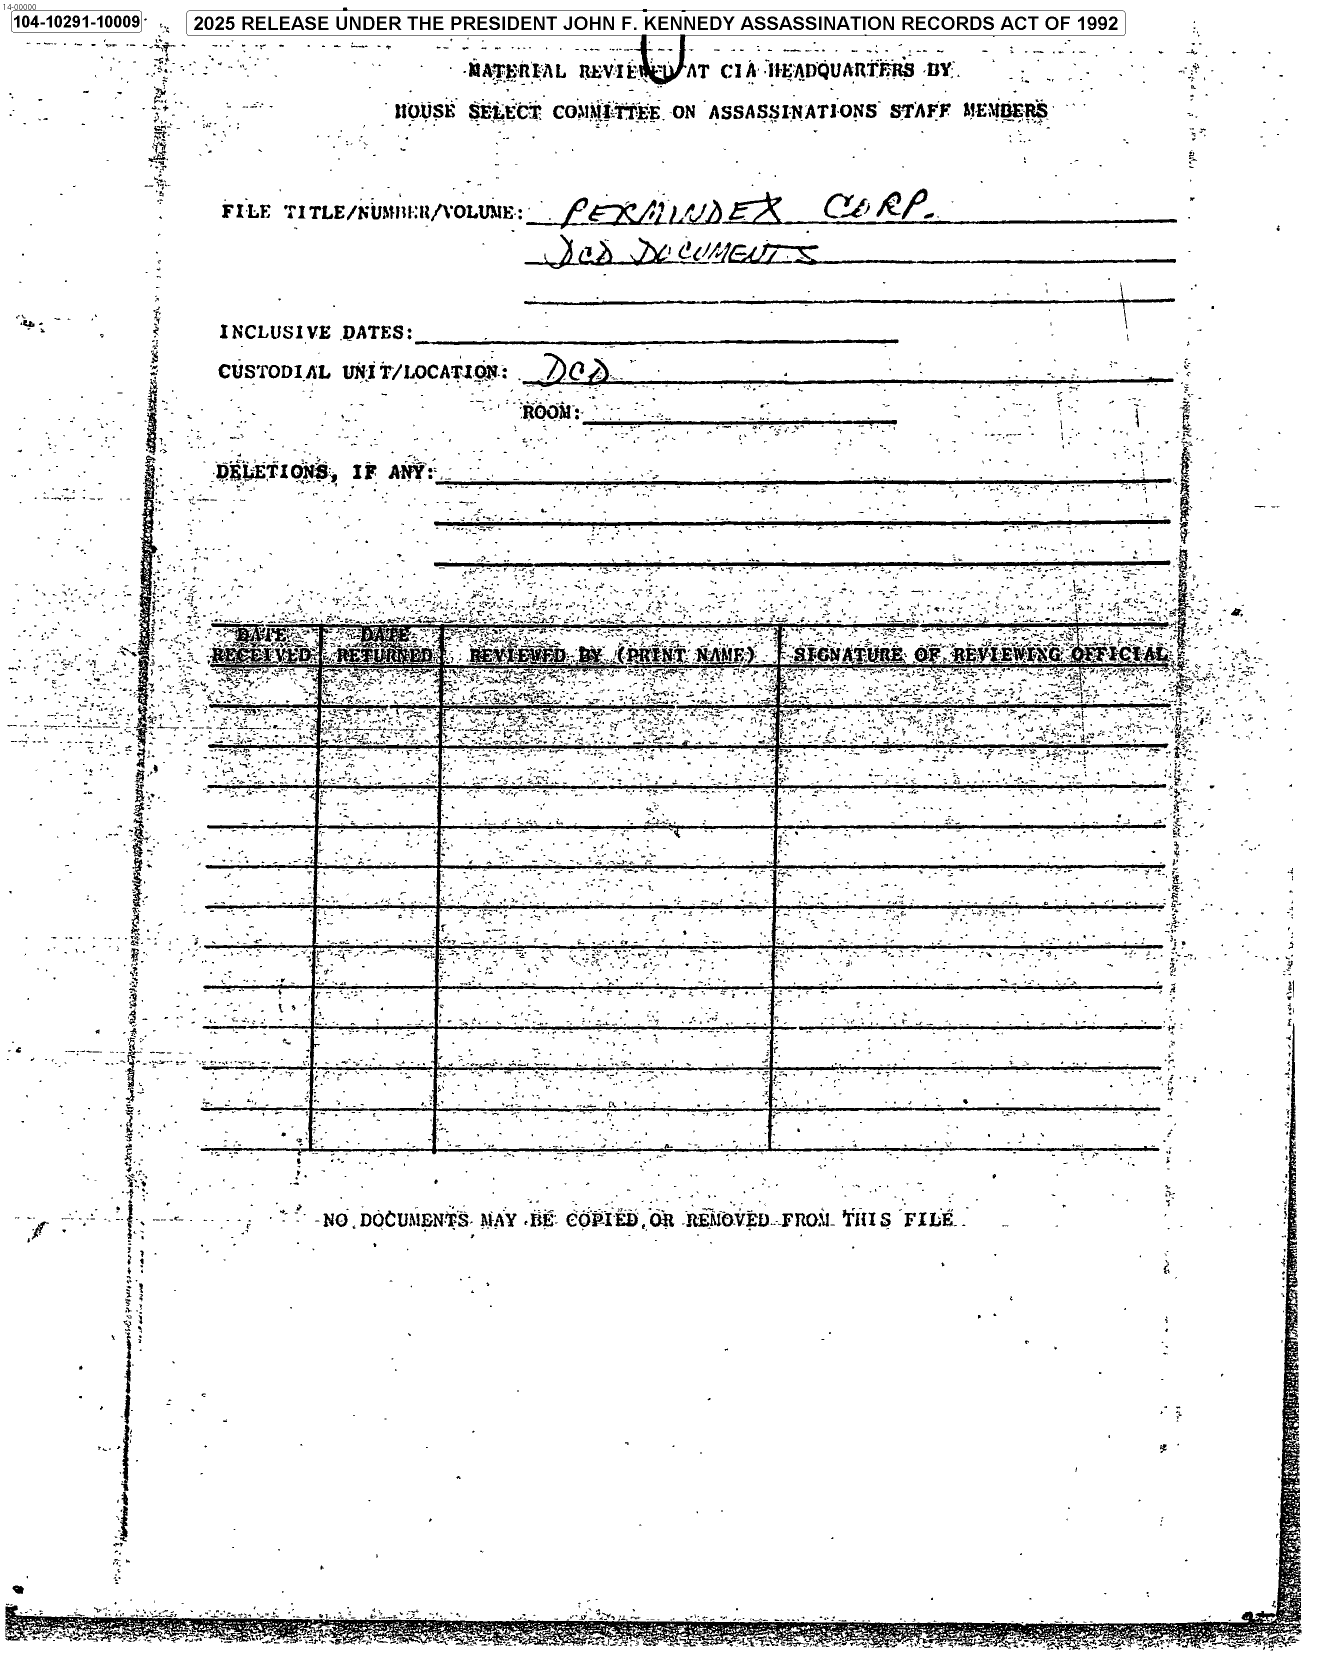 14-00000
104-10291-10009
2025 RELEASE UNDER THE PRESIDENT JOHN F. KENNEDY ASSASSINATION RECORDS ACT OF 1992
MATERIAL REVIEWED AT CIA HEADQUARTERS BY
HOUSE SELECT COMMITTEE ON ASSASSINATIONS STAFF MEMBERS
FILE TITLE/NUMBER/VOLUME: PERMINDEX CORP.
DCD DOCUMENTS
INCLUSIVE DATES:
CUSTODIAL UNIT/LOCATION: DCD
ROOM:
DELETIONS, IF ANY:
DATE RECEIVED DATE RETURNED REVIEWED BY (PRINT NAME) SIGNATURE OF REVIEWING OFFICIAL
NO DOCUMENTS MAY BE COPIED OR REMOVED FROM THIS FILE